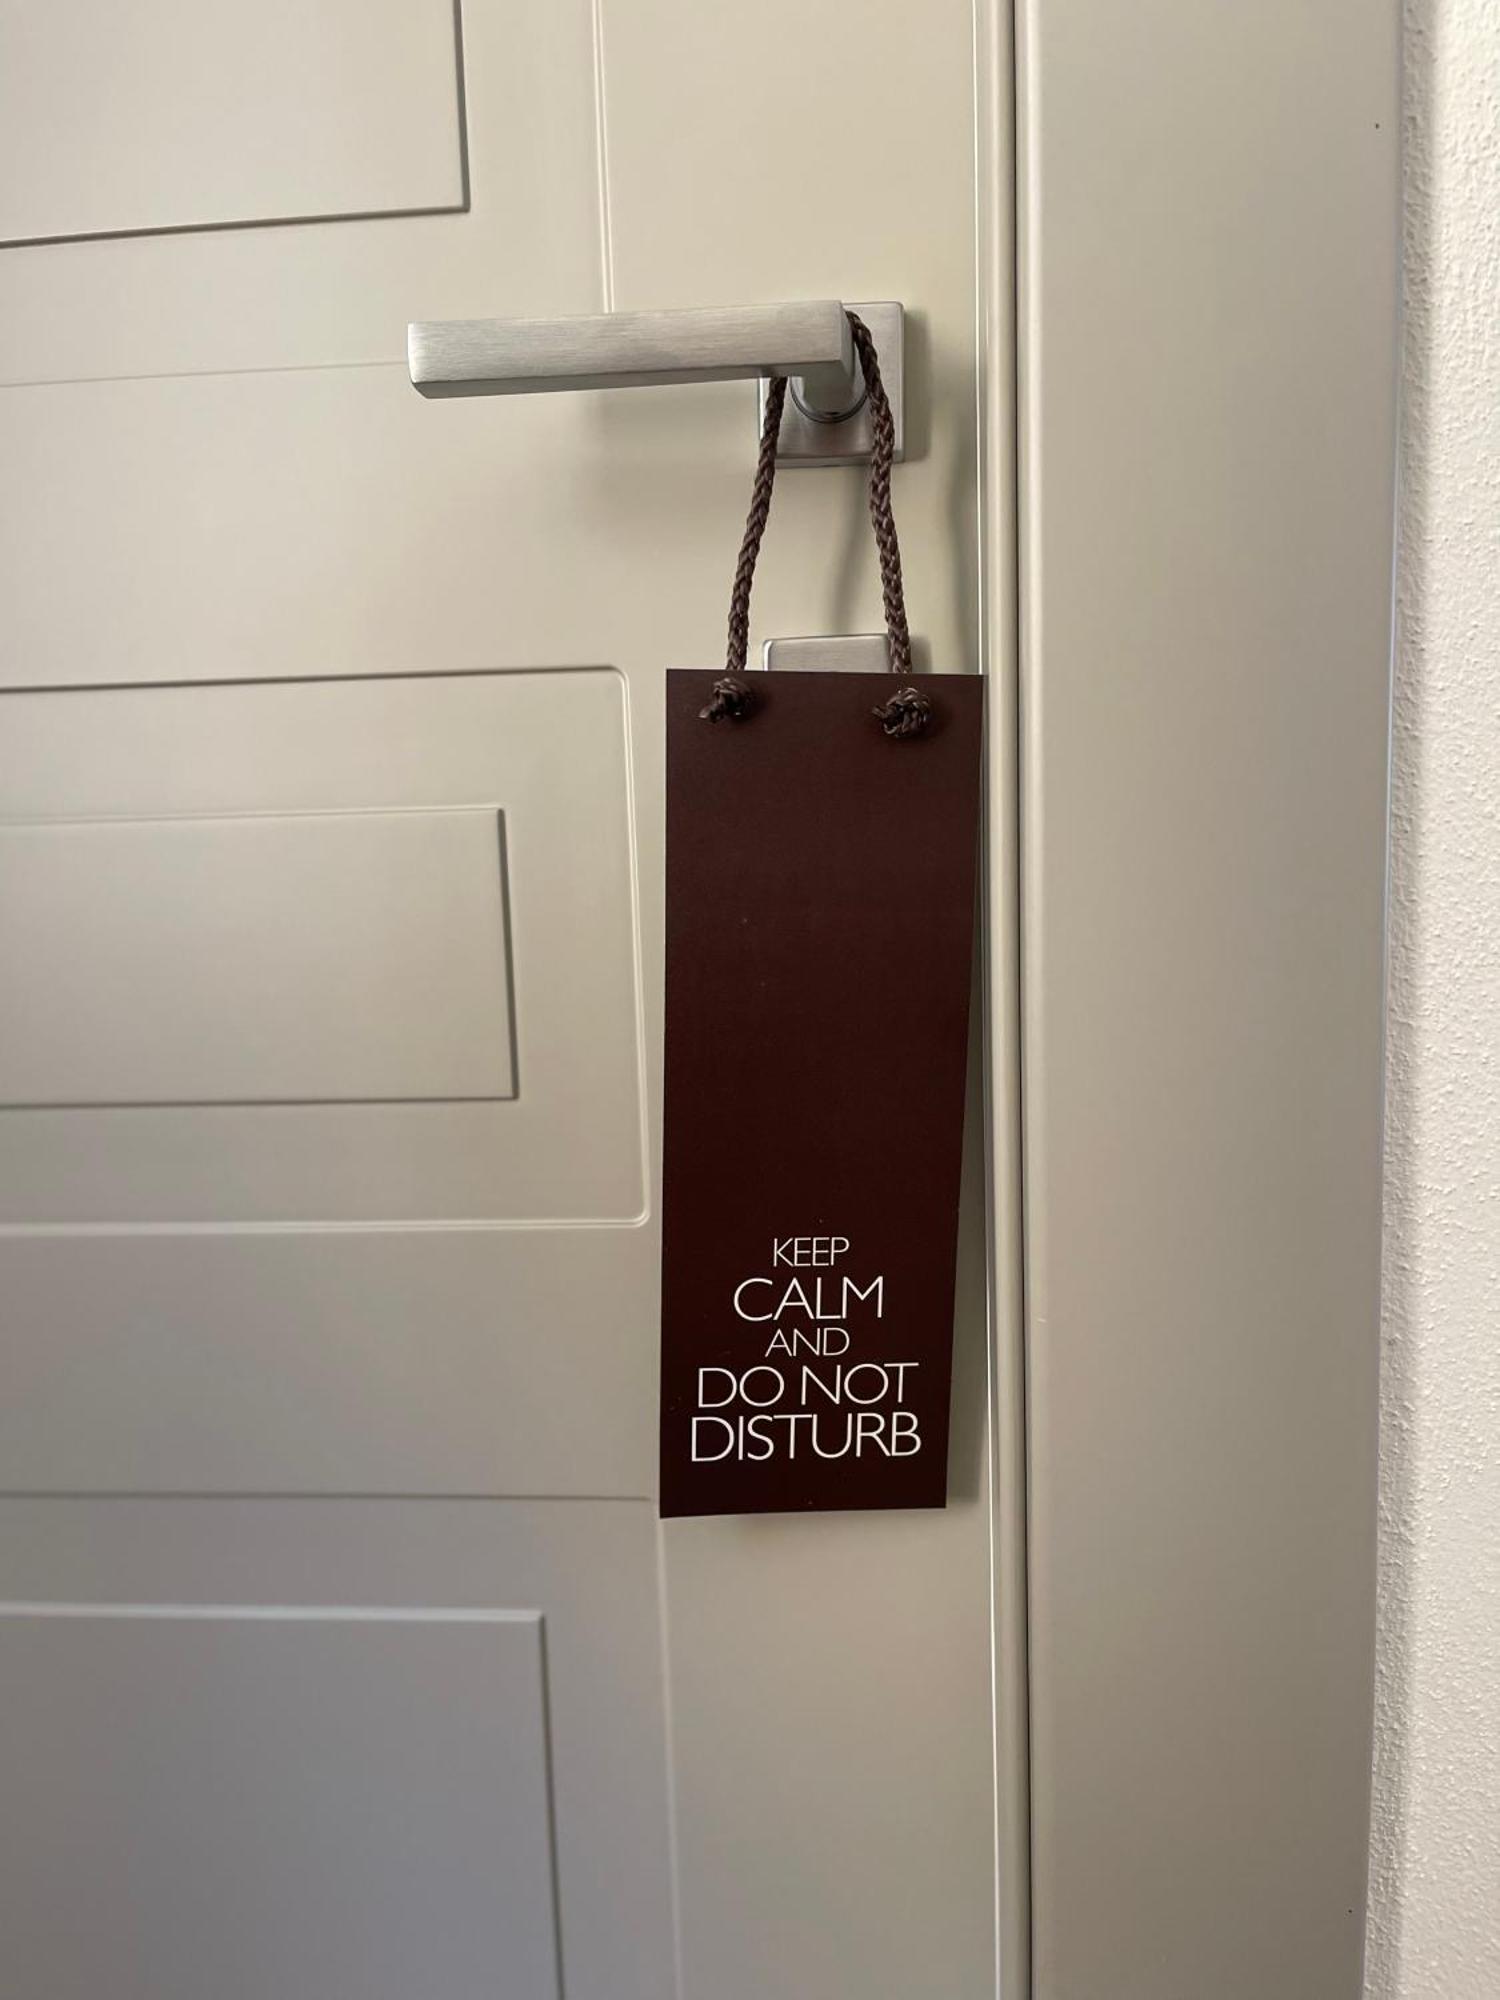 KEEP
CALM
AND
DO NOT
DISTURB